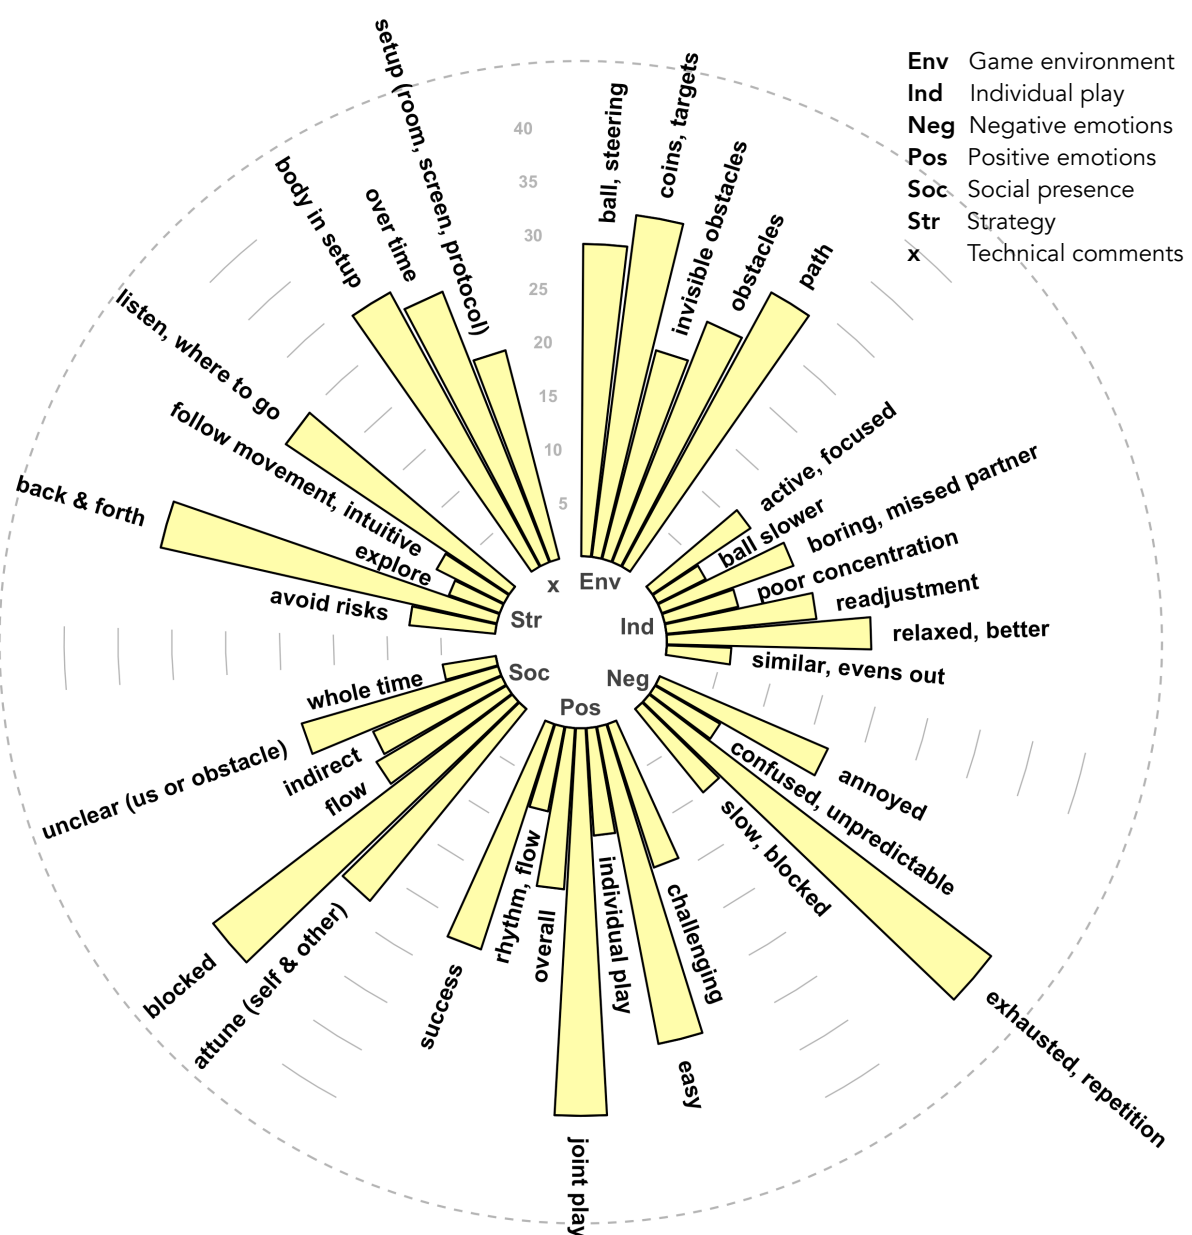 Env Game environment
Ind Individual play
Neg Negative emotions
Pos Positive emotions
Soc Social presence
Str Strategy
x Technical comments
40
35
30
25
20
15
10
5
Env
ball, steering
coins, targets
invisible obstacles
obstacles
path
Ind
active, focused
ball slower
boring, missed partner
poor concentration
readjustment
relaxed, better
similar, evens out
Neg
annoyed
confused, unpredictable
exhausted, repetition
slow, blocked
Pos
challenging
easy
individual play
joint play
overall
rhythm, flow
success
Soc
attune (self & other)
blocked
flow
indirect
unclear (us or obstacle)
whole time
Str
avoid risks
back & forth
explore
follow movement, intuitive
listen, where to go
x
body in setup
over time
setup (room, screen, protocol)